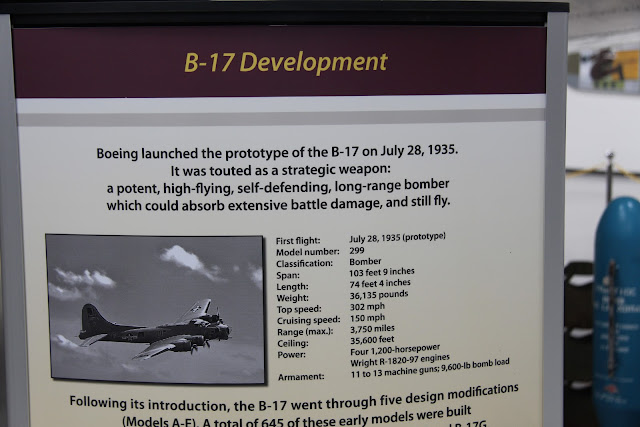 B-17 Development
Boeing launched the prototype of the B-17 on July 28, 1935.
It was touted as a strategic weapon:
a potent, high-flying, self-defending, long-range bomber
which could absorb extensive battle damage, and still fly.
First flight: July 28, 1935 (prototype)
Model number: 299
Classification: Bomber
Span: 103 feet 9 inches
Length: 74 feet 4 inches
Weight: 36,135 pounds
Top speed: 302 mph
Cruising speed: 150 mph
Range (max.): 3,750 miles
Ceiling: 35,600 feet
Power: Four 1,200-horsepower
Wright R-1820-97 engines
Armament: 11 to 13 machine guns; 9,600-lb bomb load
Following its introduction, the B-17 went through five design modifications
(Models A-F). A total of 645 of these early models were built
B-17G